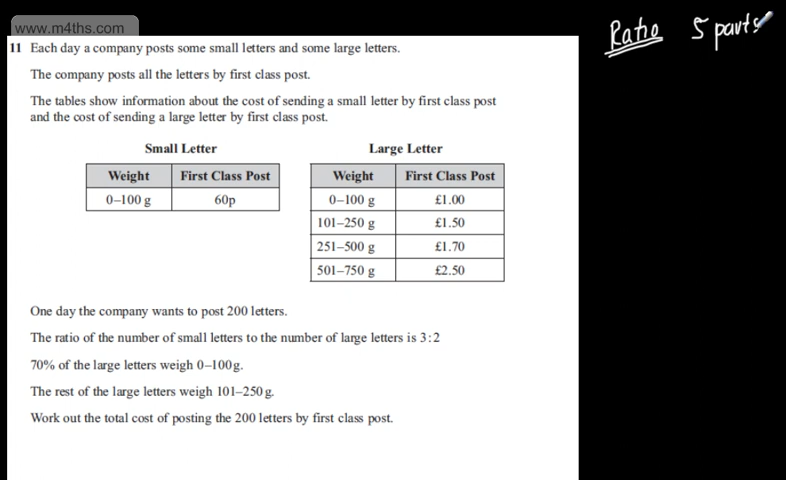 www.m4ths.com
Ratio 5 parts
11 Each day a company posts some small letters and some large letters.
The company posts all the letters by first class post.
The tables show information about the cost of sending a small letter by first class post
and the cost of sending a large letter by first class post.
Small Letter
Weight First Class Post
0–100 g 60p
Large Letter
Weight First Class Post
0–100 g £1.00
101–250 g £1.50
251–500 g £1.70
501–750 g £2.50
One day the company wants to post 200 letters.
The ratio of the number of small letters to the number of large letters is 3:2
70% of the large letters weigh 0–100g.
The rest of the large letters weigh 101–250g.
Work out the total cost of posting the 200 letters by first class post.